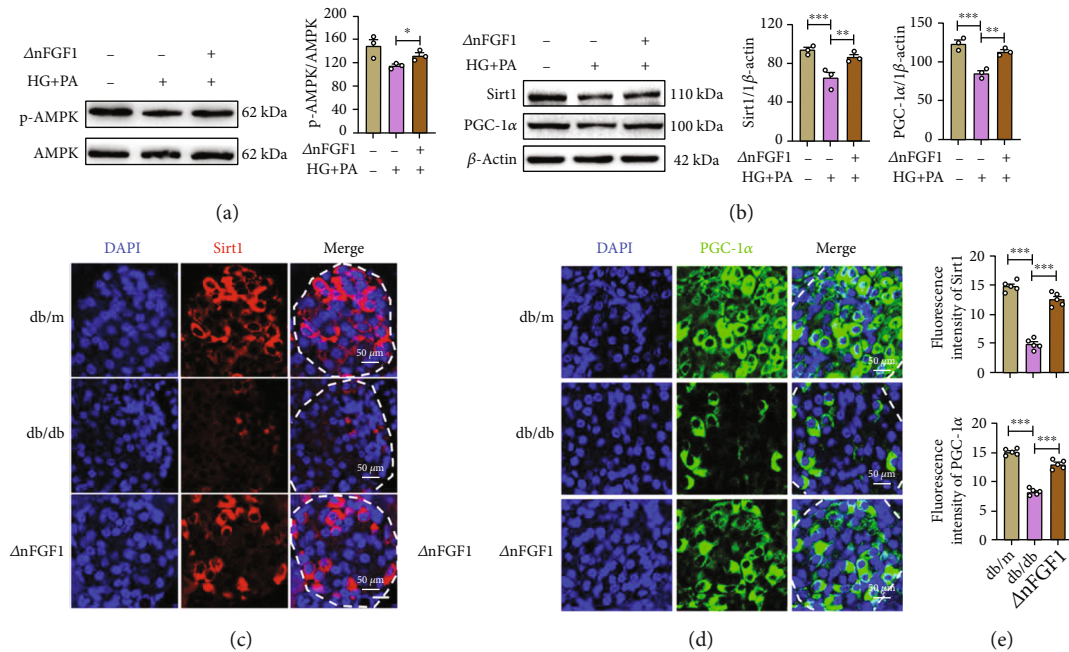 ΔnFGF1 – – +
HG+PA – + +
p-AMPK 62 kDa
AMPK 62 kDa
p-AMPK/AMPK
200
160
120
80
40
0
*
ΔnFGF1 – – +
HG+PA – + +
(a)
ΔnFGF1 – – +
HG+PA – + +
Sirt1 110 kDa
PGC-1α 100 kDa
β-Actin 42 kDa
Sirt1/1β-actin
120
90
60
30
0
*** **
ΔnFGF1 – – +
HG+PA – + +
PGC-1α/1β-actin
150
100
50
0
*** **
ΔnFGF1 – – +
HG+PA – + +
(b)
DAPI Sirt1 Merge
db/m
50 μm
db/db
50 μm
ΔnFGF1
50 μm
(c)
DAPI PGC-1α Merge
db/m
50 μm
db/db
50 μm
ΔnFGF1
50 μm
ΔnFGF1
(d)
Fluorescence
intensity of Sirt1
20
15
10
5
0
*** ***
Fluorescence
intensity of PGC-1α
20
15
10
5
0
*** ***
db/m
db/db
ΔnFGF1
(e)